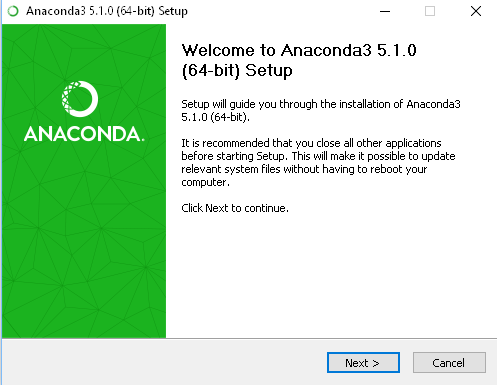 Anaconda3 5.1.0 (64-bit) Setup
ANACONDA.
Welcome to Anaconda3 5.1.0
(64-bit) Setup
Setup will guide you through the installation of Anaconda3
5.1.0 (64-bit).
It is recommended that you close all other applications
before starting Setup. This will make it possible to update
relevant system files without having to reboot your
computer.
Click Next to continue.
Next >
Cancel